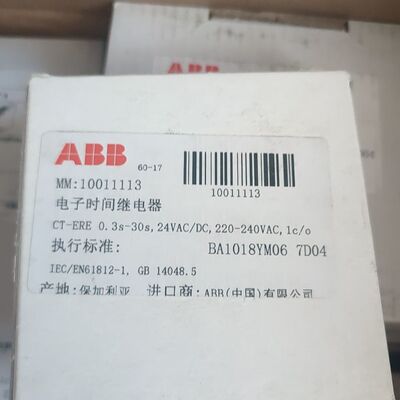 ABB
ABB 60-17
MM:10011113
10011113
电子时间继电器
CT-ERE 0.3s-30s,24VAC/DC,220-240VAC,1c/o
执行标准: BA1018YM06 7D04
IEC/EN61812-1, GB 14048.5
产地:保加利亚 进口商:ABB(中国)有限公司